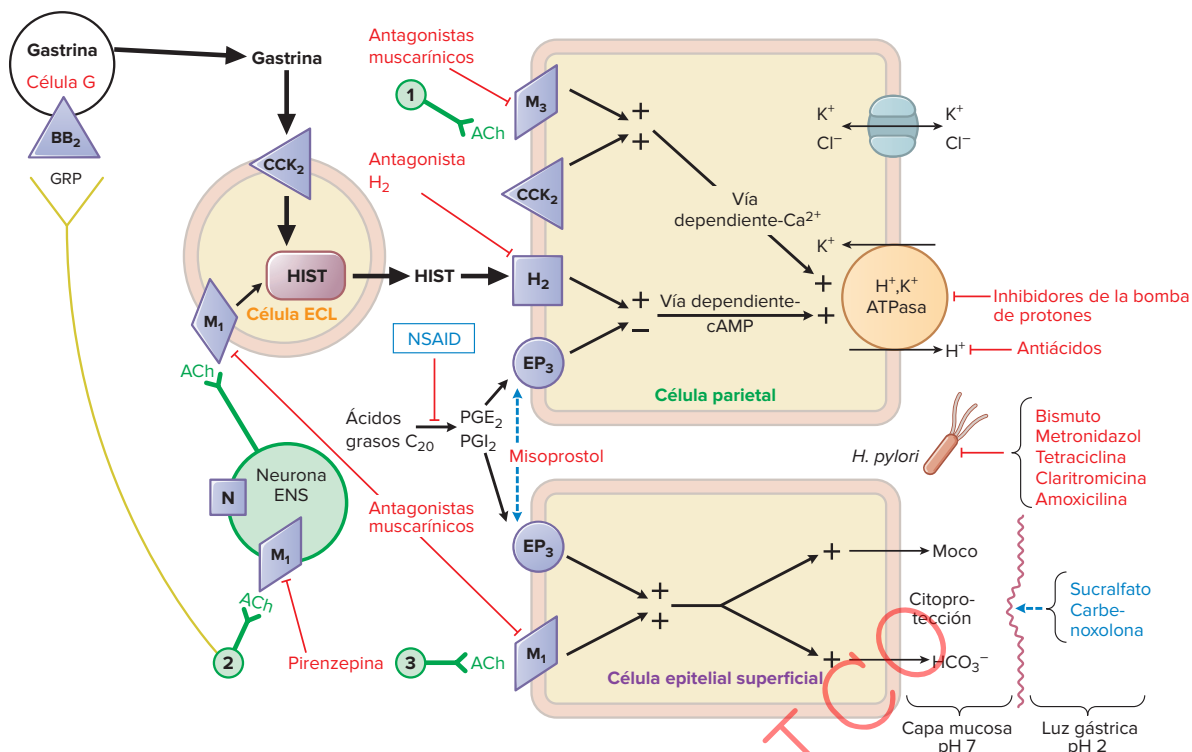 Gastrina
Célula G
BB2
GRP
Gastrina
CCK2
HIST
Célula ECL
M1
ACh
HIST
Neurona
ENS
N
M1
ACh
2
Pirenzepina
Antagonistas
muscarínicos
1
ACh
M3
CCK2
Antagonista
H2
H2
EP3
+
+
Vía
dependiente-Ca2+
+
−
Vía dependiente-
cAMP
+
+
Célula parietal
K+
Cl−
K+
Cl−
K+
H+,K+
ATPasa
H+
Inhibidores de la bomba
de protones
Antiácidos
NSAID
Ácidos
grasos C20
PGE2
PGI2
Misoprostol
Antagonistas
muscarínicos
H. pylori
Bismuto
Metronidazol
Tetraciclina
Claritromicina
Amoxicilina
EP3
3
ACh
M1
+
+
+
+
Célula epitelial superficial
Moco
Citopro-
tección
HCO3−
Sucralfato
Carbe-
noxolona
Capa mucosa
pH 7
Luz gástrica
pH 2
T C O